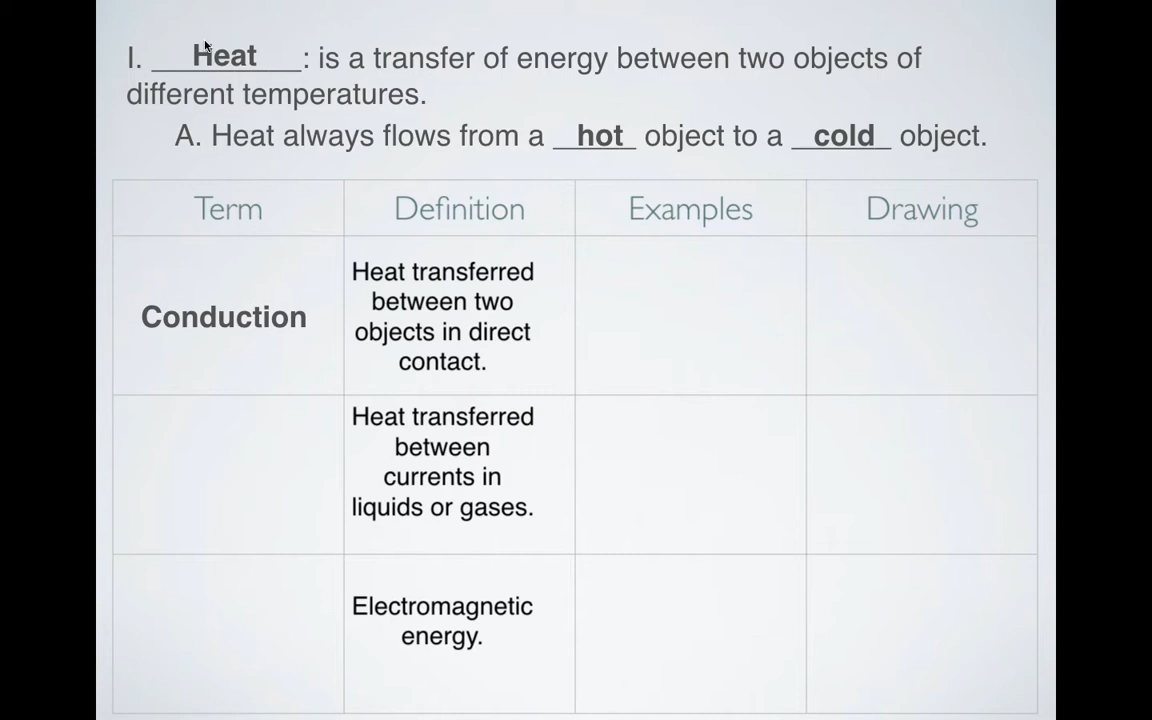 I. Heat : is a transfer of energy between two objects of
different temperatures.
A. Heat always flows from a hot object to a cold object.
Term Definition Examples Drawing
Conduction
Heat transferred
between two
objects in direct
contact.
Heat transferred
between
currents in
liquids or gases.
Electromagnetic
energy.